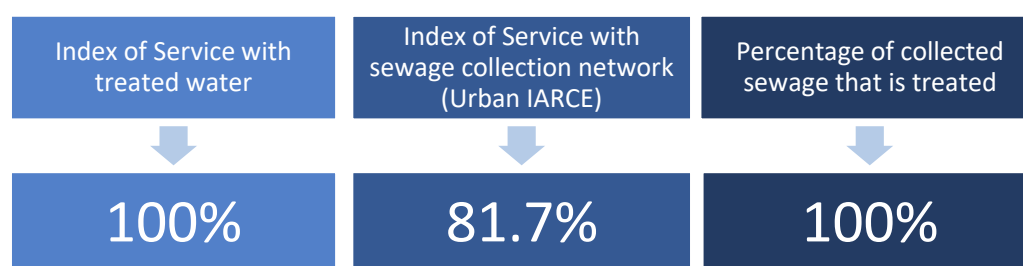 Index of Service with
treated water
Index of Service with
sewage collection network
(Urban IARCE)
Percentage of collected
sewage that is treated
100%
81.7%
100%